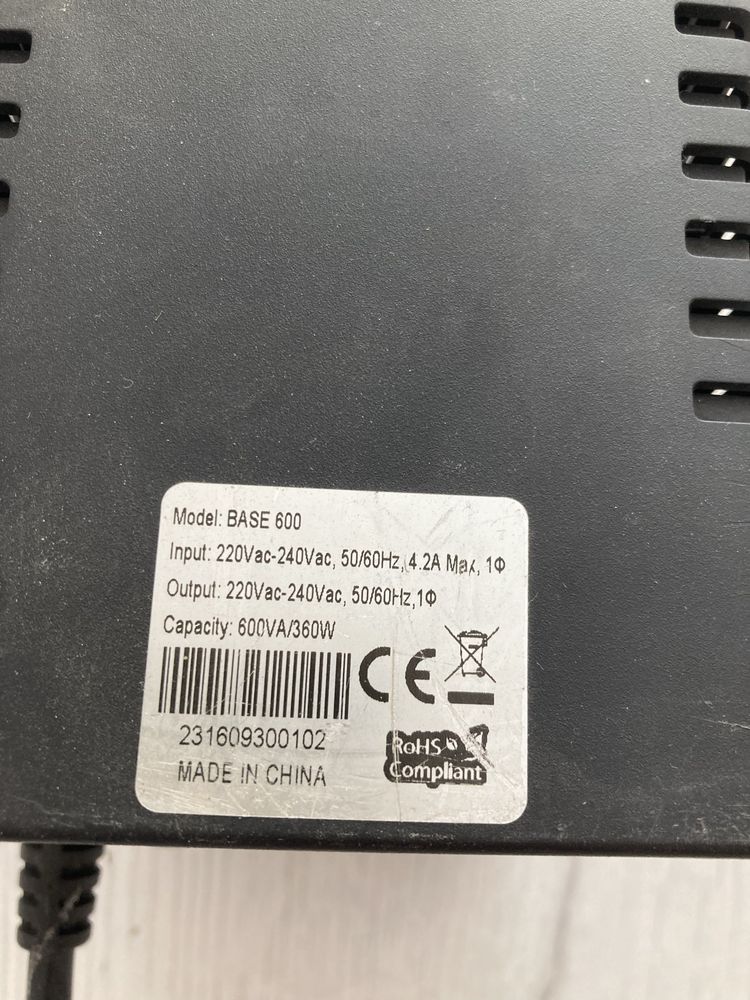 Model: BASE 600
Input: 220Vac-240Vac, 50/60Hz, 4.2A Max, 1Φ
Output: 220Vac-240Vac, 50/60Hz,1Φ
Capacity: 600VA/360W
CE
231609300102
MADE IN CHINA
RoHS
Compliant